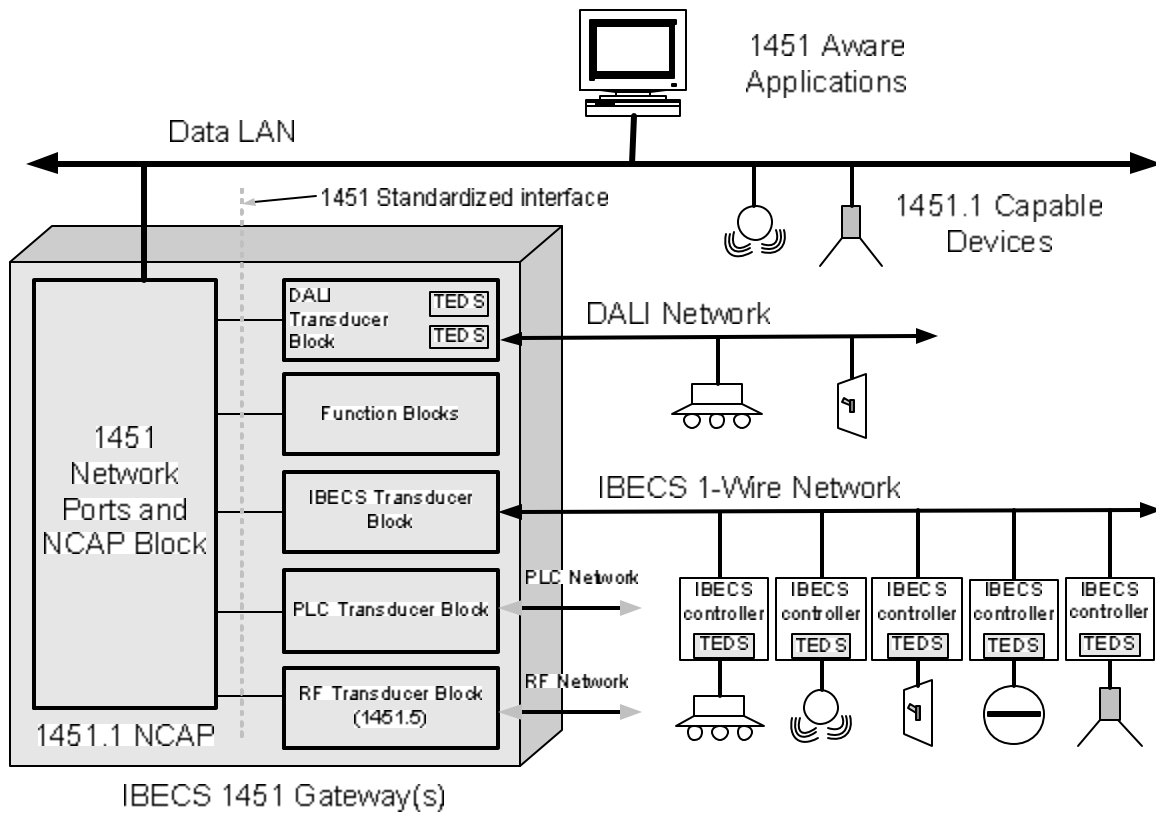 1451 Aware
Applications
Data LAN
1451 Standardized interface
1451.1 Capable
Devices
DALI
Transducer
Block
TEDS
TEDS
DALI Network
Function Blocks
1451
Network
Ports and
NCAP Block
IBECS Transducer
Block
IBECS 1-Wire Network
PLC Transducer Block
PLC Network
IBECS
controller
TEDS
IBECS
controller
TEDS
IBECS
controller
TEDS
IBECS
controller
TEDS
IBECS
controller
TEDS
RF Transducer Block
(1451.5)
RF Network
1451.1 NCAP
IBECS 1451 Gateway(s)